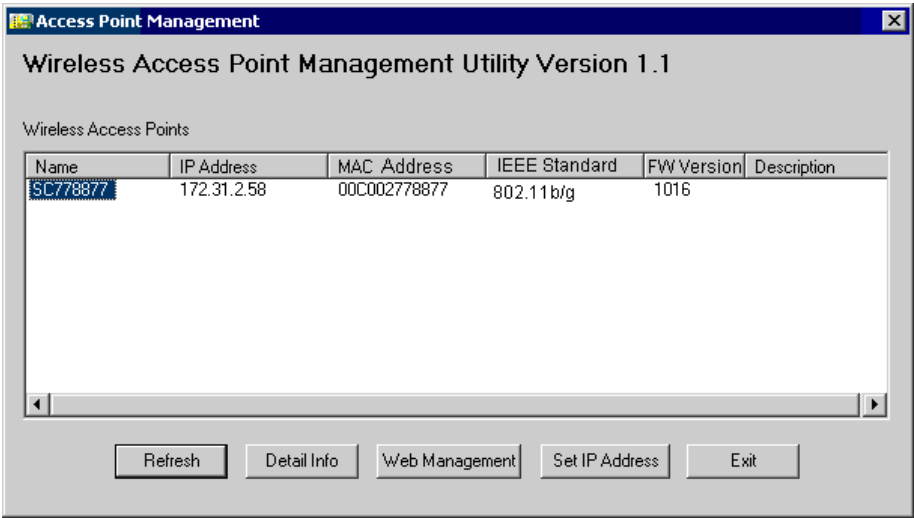 Access Point Management
Wireless Access Point Management Utility Version 1.1
Wireless Access Points
Name IP Address MAC Address IEEE Standard FW Version Description
SC778877 172.31.2.58 00C002778877 802.11b/g 1016
Refresh Detail Info Web Management Set IP Address Exit